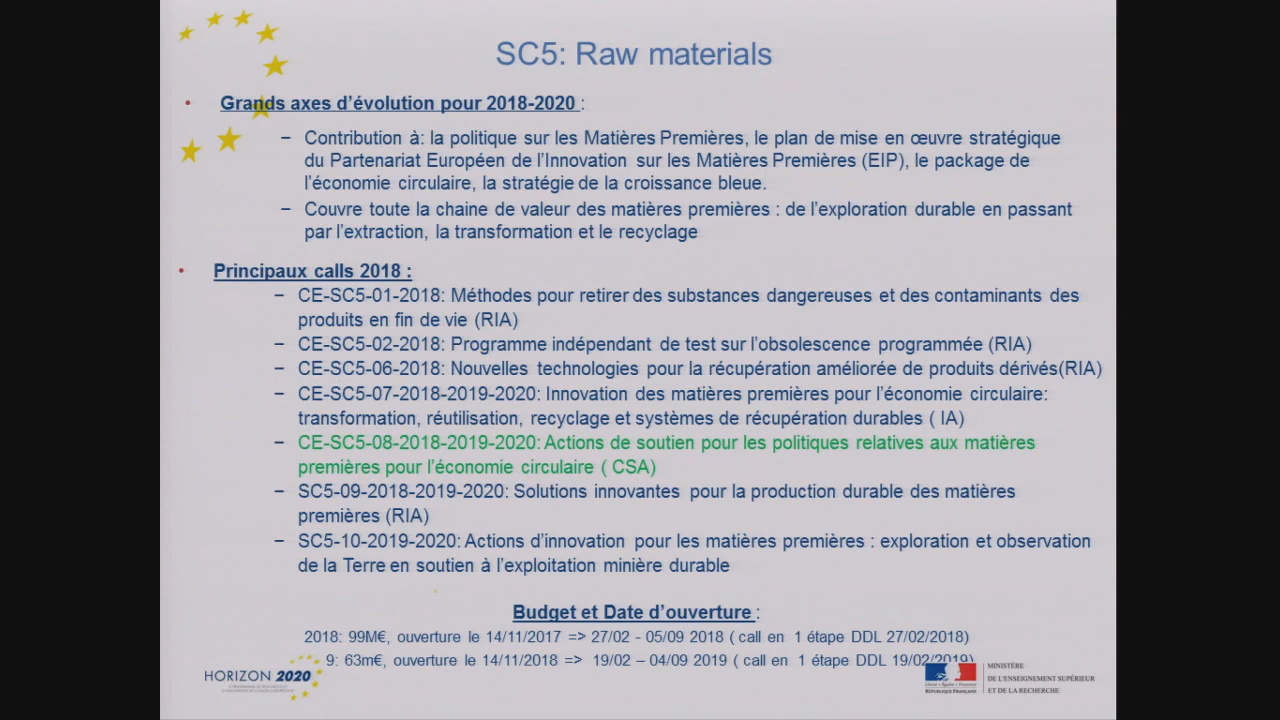 SC5: Raw materials
• Grands axes d'évolution pour 2018-2020 :
– Contribution à: la politique sur les Matières Premières, le plan de mise en œuvre stratégique
du Partenariat Européen de l'Innovation sur les Matières Premières (EIP), le package de
l'économie circulaire, la stratégie de la croissance bleue.
– Couvre toute la chaine de valeur des matières premières : de l'exploration durable en passant
par l'extraction, la transformation et le recyclage
• Principaux calls 2018 :
– CE-SC5-01-2018: Méthodes pour retirer des substances dangereuses et des contaminants des
produits en fin de vie (RIA)
– CE-SC5-02-2018: Programme indépendant de test sur l'obsolescence programmée (RIA)
– CE-SC5-06-2018: Nouvelles technologies pour la récupération améliorée de produits dérivés(RIA)
– CE-SC5-07-2018-2019-2020: Innovation des matières premières pour l'économie circulaire:
transformation, réutilisation, recyclage et systèmes de récupération durables ( IA)
– CE-SC5-08-2018-2019-2020: Actions de soutien pour les politiques relatives aux matières
premières pour l'économie circulaire ( CSA)
– SC5-09-2018-2019-2020: Solutions innovantes pour la production durable des matières
premières (RIA)
– SC5-10-2019-2020: Actions d'innovation pour les matières premières : exploration et observation
de la Terre en soutien à l'exploitation minière durable
Budget et Date d'ouverture :
2018: 99M€, ouverture le 14/11/2017 => 27/02 - 05/09 2018 ( call en 1 étape DDL 27/02/2018)
9: 63m€, ouverture le 14/11/2018 => 19/02 – 04/09 2019 ( call en 1 étape DDL 19/02/2019)
HORIZON 2020
RÉPUBLIQUE FRANÇAISE
MINISTÈRE
DE L'ENSEIGNEMENT SUPÉRIEUR
ET DE LA RECHERCHE